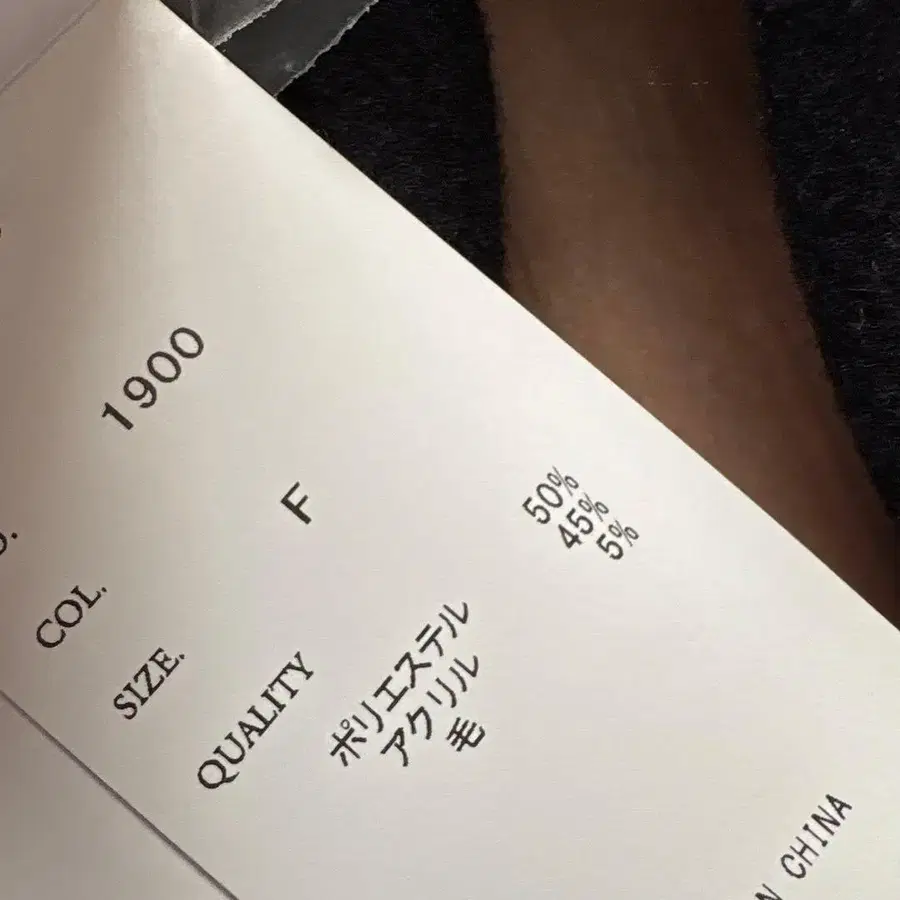 COL. 1900
SIZE. F
QUALITY
ポリエステル 50%
アクリル 45%
毛 5%
CHINA